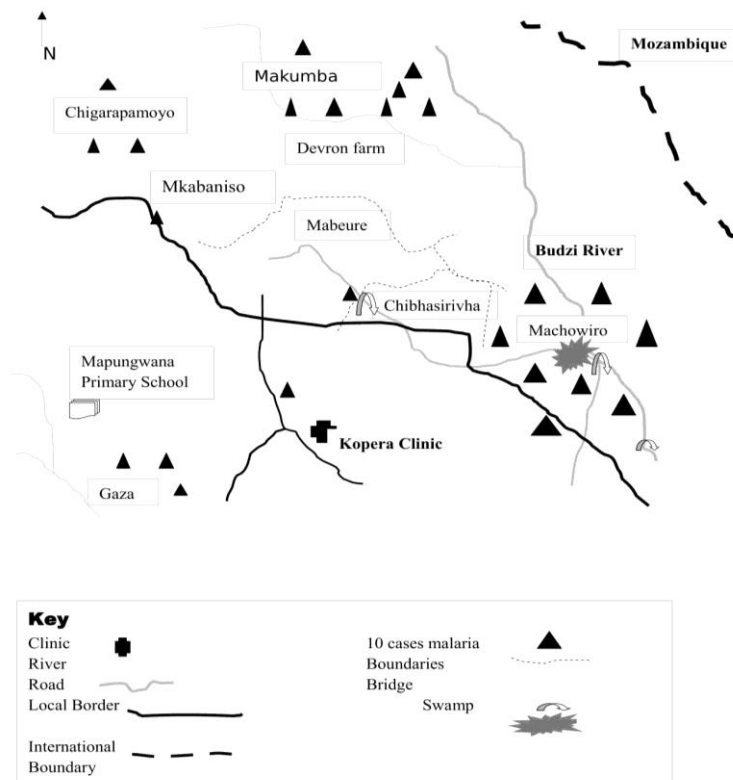 N
Mozambique
Makumba
Chigarapamoyo
Devron farm
Mkabaniso
Mabeure
Budzi River
Chibhasirivha
Machowiro
Mapungwana
Primary School
Kopera Clinic
Gaza
Key
Clinic
River
Road
Local Border
International
Boundary
10 cases malaria
Boundaries
Bridge
Swamp